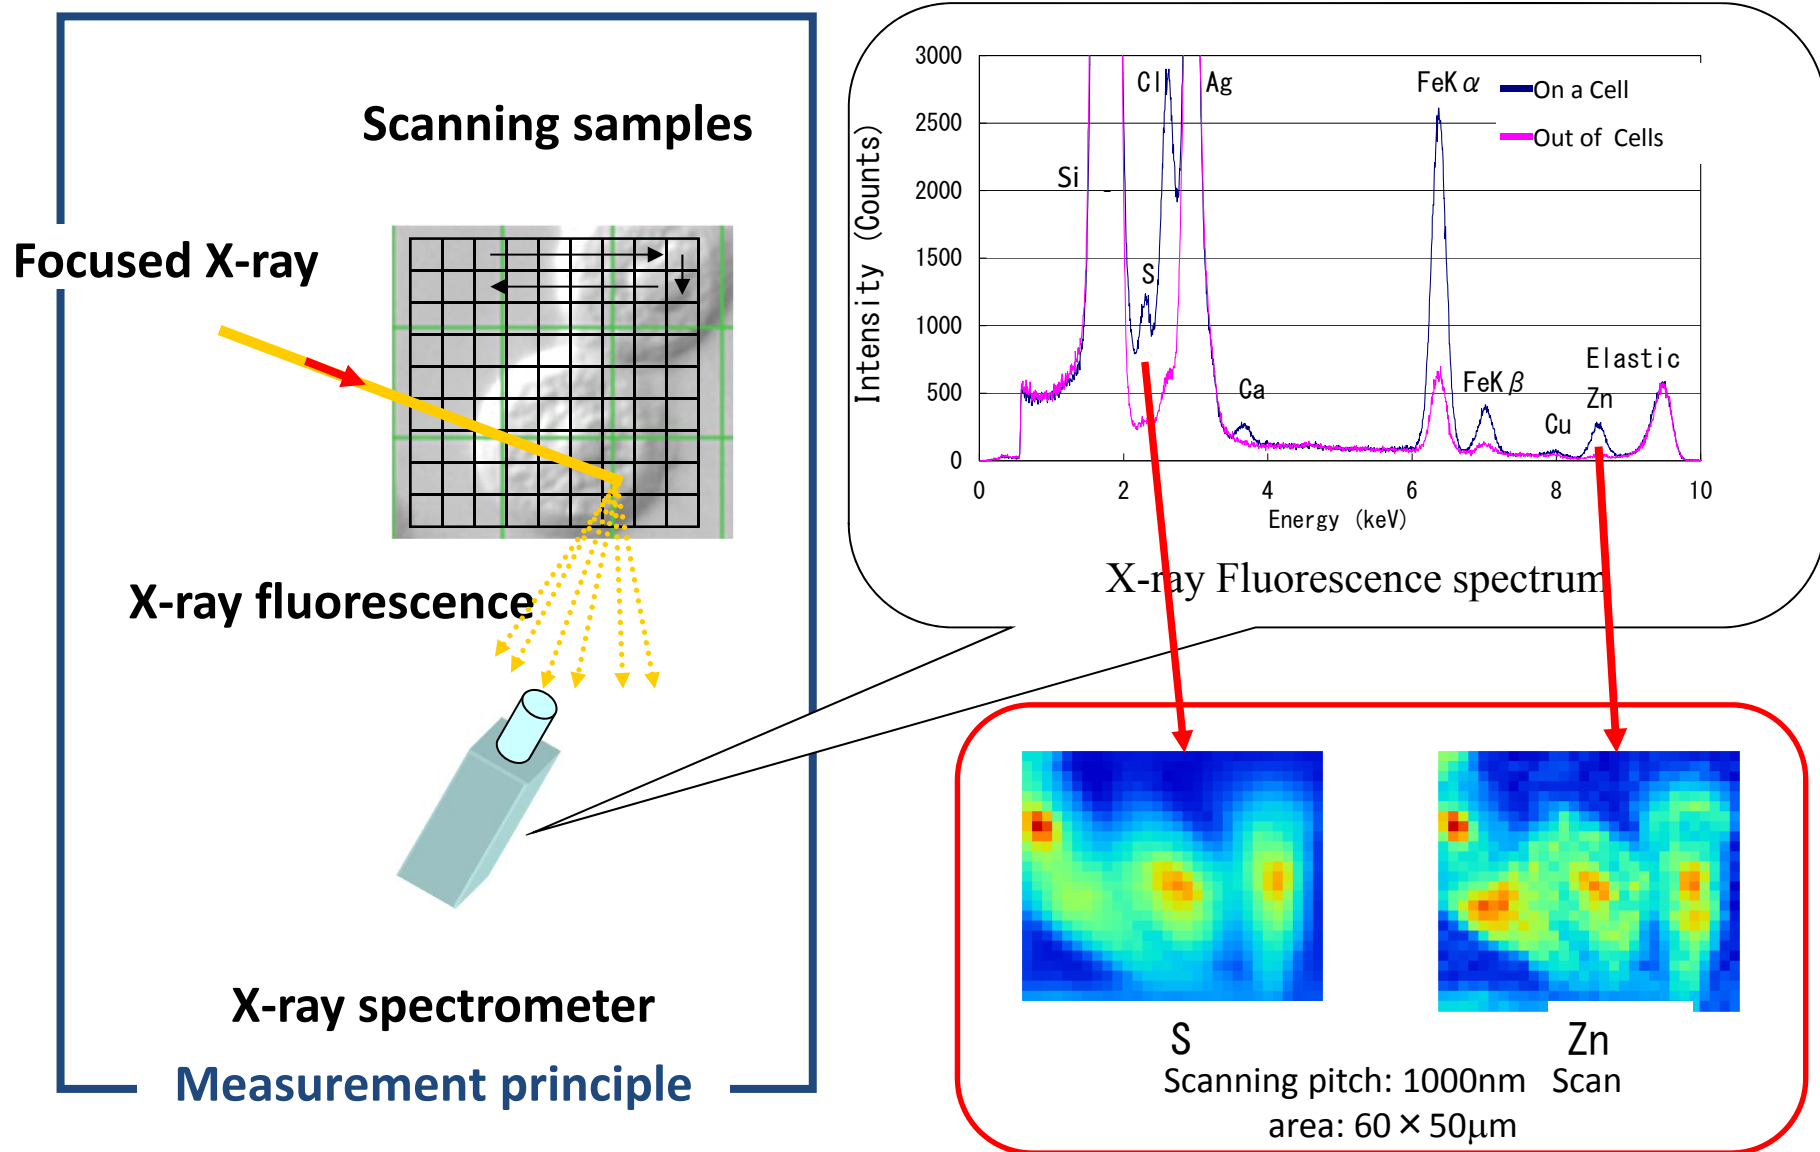 Scanning samples
Focused X-ray
X-ray fluorescence
X-ray spectrometer
Measurement principle
3000
2500
2000
1500
1000
500
0
Intensity (Counts)
0 2 4 6 8 10
Energy (keV)
Si
S
Cl
Ag
Ca
FeKα
FeKβ
Cu
Zn
Elastic
On a Cell
Out of Cells
X-ray Fluorescence spectrum
S
Zn
Scanning pitch: 1000nm Scan
area: 60×50μm